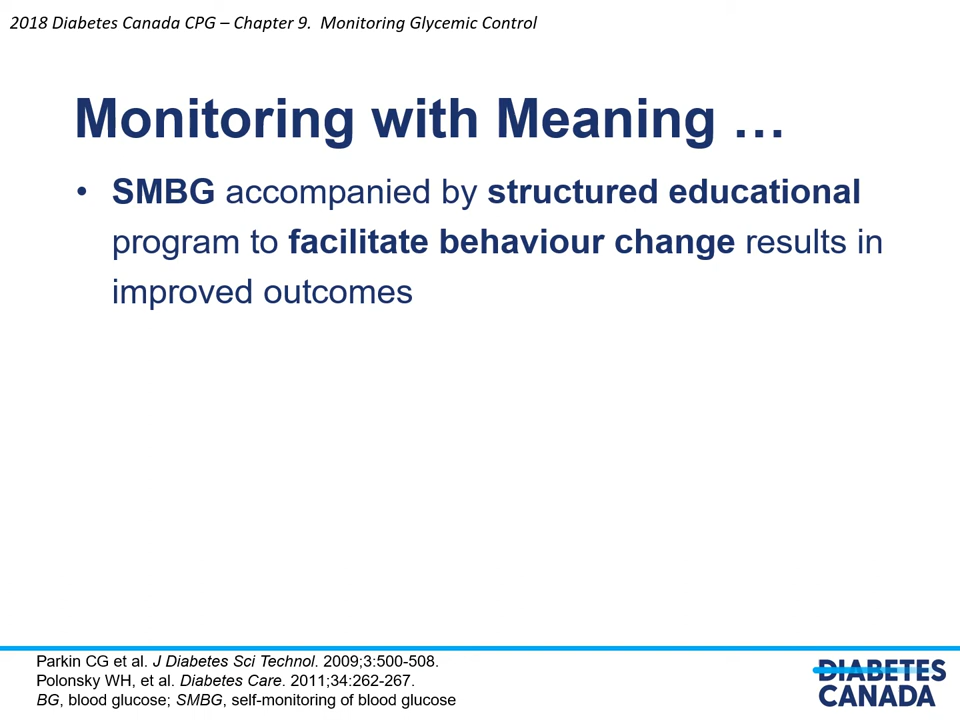 2018 Diabetes Canada CPG – Chapter 9. Monitoring Glycemic Control
Monitoring with Meaning …
• SMBG accompanied by structured educational
program to facilitate behaviour change results in
improved outcomes
Parkin CG et al. J Diabetes Sci Technol. 2009;3:500-508.
Polonsky WH, et al. Diabetes Care. 2011;34:262-267.
BG, blood glucose; SMBG, self-monitoring of blood glucose
DIABETES
CANADA